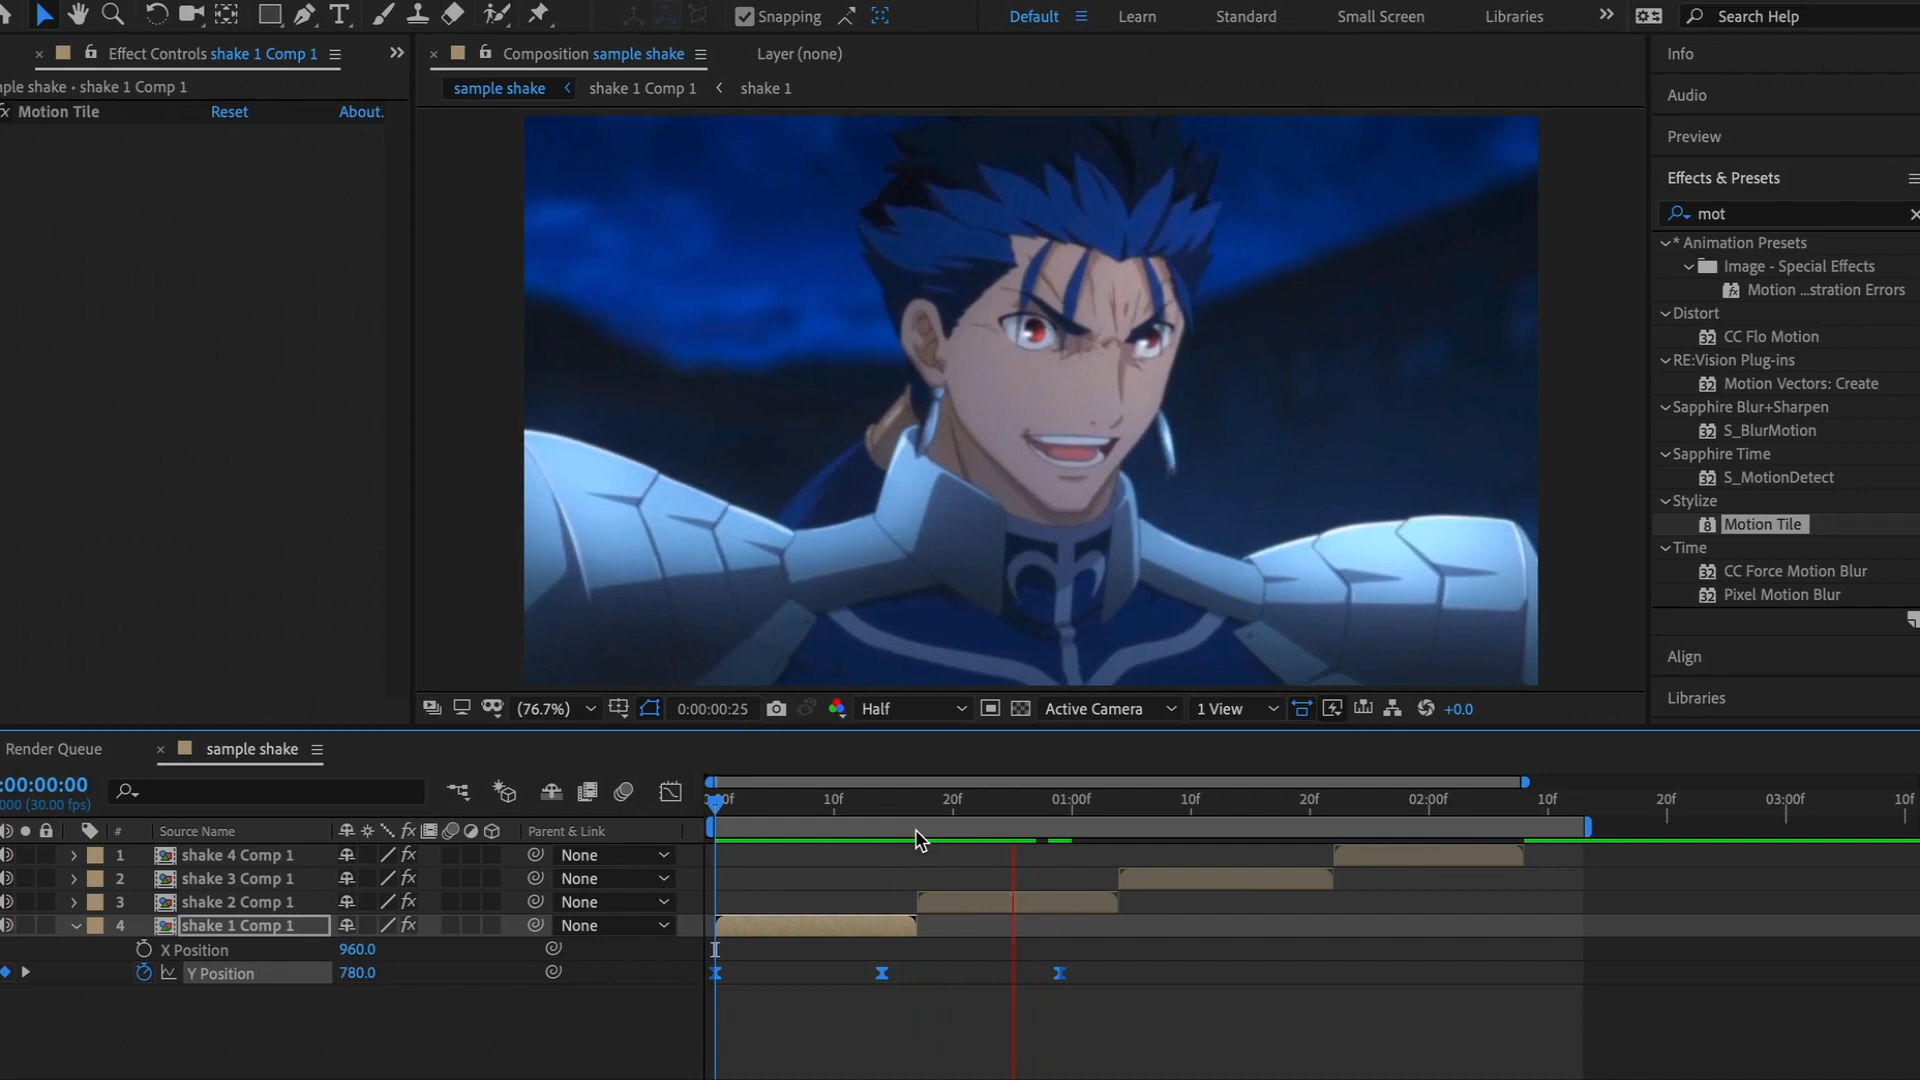 Snapping
Default
Learn
Standard
Small Screen
Libraries
Search Help
Effect Controls shake 1 Comp 1
Composition sample shake
Layer (none)
Info
mple shake • shake 1 Comp 1
sample shake
shake 1 Comp 1
shake 1
Audio
fx Motion Tile
Reset
About.
Preview
Effects & Presets
mot
* Animation Presets
Image - Special Effects
Motion ...stration Errors
Distort
CC Flo Motion
RE:Vision Plug-ins
Motion Vectors: Create
Sapphire Blur+Sharpen
S_BlurMotion
Sapphire Time
S_MotionDetect
Stylize
Motion Tile
Time
CC Force Motion Blur
Pixel Motion Blur
Align
Libraries
(76.7%)
0:00:00:25
Half
Active Camera
1 View
+0.0
Render Queue
sample shake
:00:00:00
000 (30.00 fps)
:00f 10f 20f 01:00f 10f 20f 02:00f 10f 20f 03:00f 10f
# Source Name fx Parent & Link
1 shake 4 Comp 1 fx None
2 shake 3 Comp 1 fx None
3 shake 2 Comp 1 fx None
4 shake 1 Comp 1 fx None
X Position 960.0
Y Position 780.0